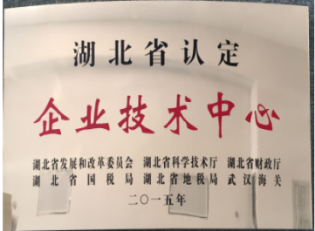 湖北省认定
企业技术中心
湖北省发展和改革委员会 湖北省科学技术厅 湖北省财政厅
湖北省国税局 湖北省地税局 武汉海关
二〇一五年